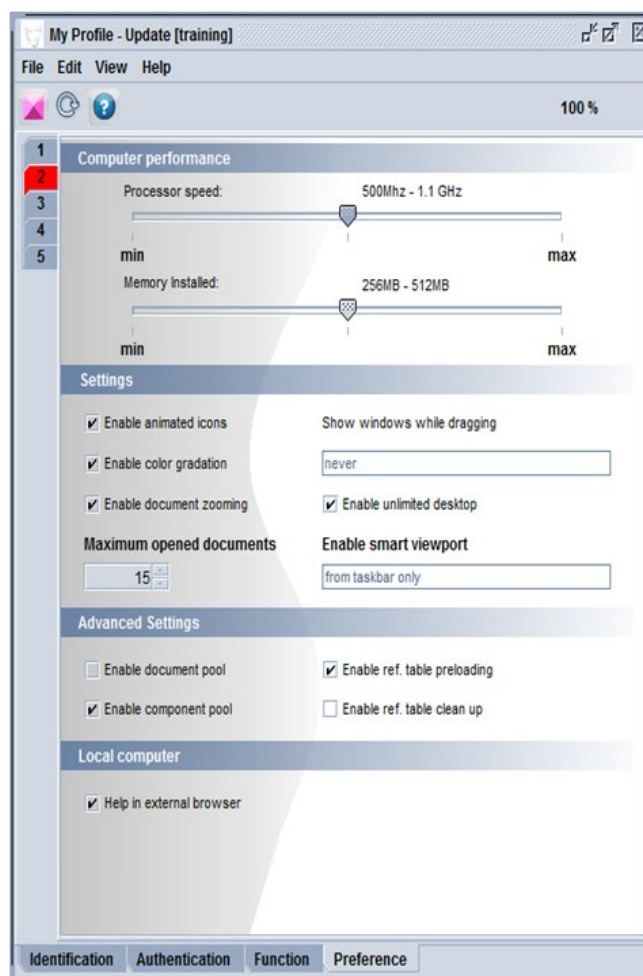 My Profile - Update [training]
File Edit View Help
? 100 %
1
2
3
4
5
Computer performance
Processor speed: 500Mhz - 1.1 GHz
min max
Memory Installed: 256MB - 512MB
min max
Settings
Enable animated icons Show windows while dragging
Enable color gradation never
Enable document zooming Enable unlimited desktop
Maximum opened documents Enable smart viewport
15 from taskbar only
Advanced Settings
Enable document pool Enable ref. table preloading
Enable component pool Enable ref. table clean up
Local computer
Help in external browser
Identification Authentication Function Preference